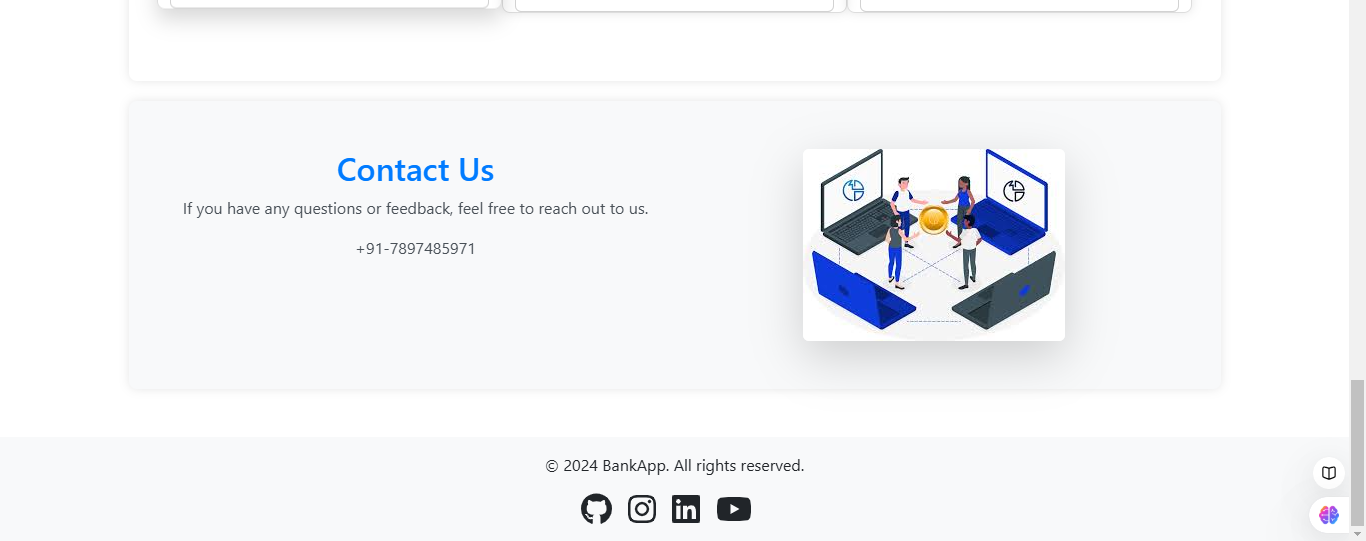 Contact Us
If you have any questions or feedback, feel free to reach out to us.
+91-7897485971
© 2024 BankApp. All rights reserved.
in